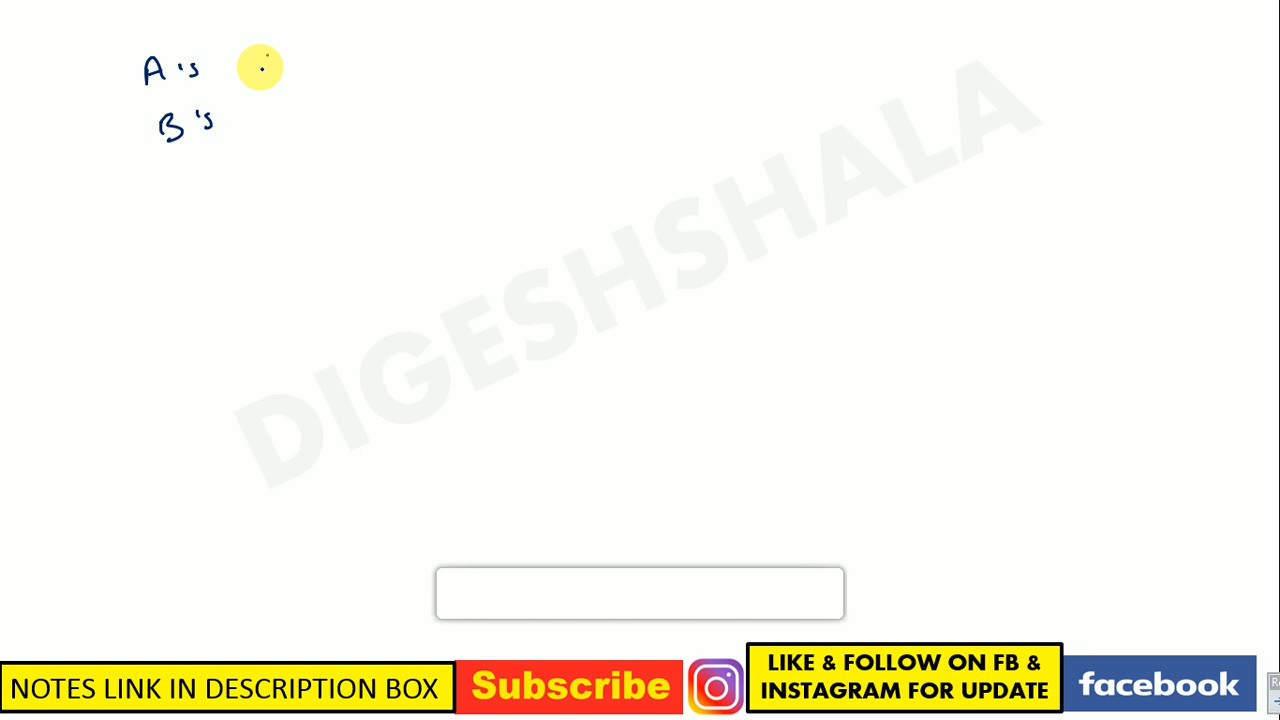 A's
B's
DIGESHSHALA
NOTES LINK IN DESCRIPTION BOX
Subscribe
LIKE & FOLLOW ON FB &
INSTAGRAM FOR UPDATE
facebook